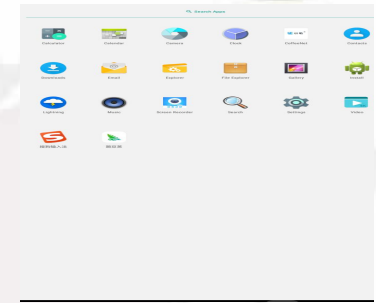 Search Apps
Calculator
Calendar
Camera
Clock
Contacts
Downloads
Email
Explorer
File Explorer
Gallery
Install
Lightning
Music
Screen Recorder
Search
Settings
Video